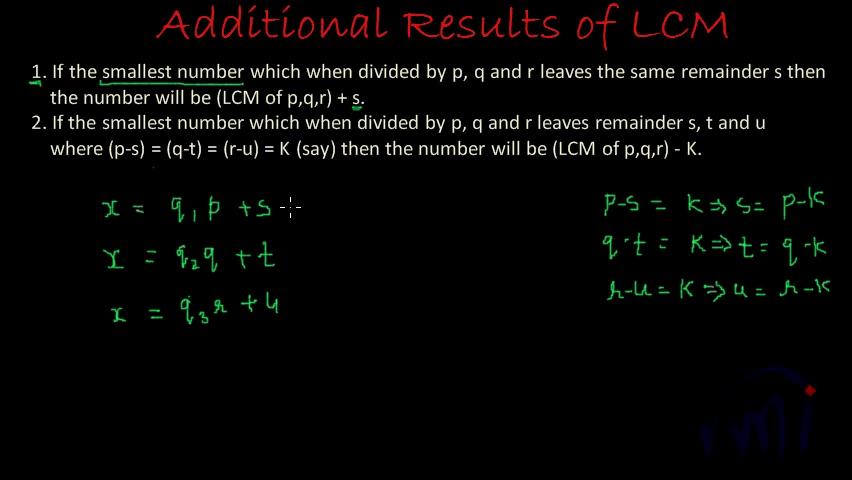 Additional Results of LCM
1. If the smallest number which when divided by p, q and r leaves the same remainder s then
the number will be (LCM of p,q,r) + s.
2. If the smallest number which when divided by p, q and r leaves remainder s, t and u
where (p-s) = (q-t) = (r-u) = K (say) then the number will be (LCM of p,q,r) - K.
x = q₁p + s
x = q₂q + t
x = q₃r + u
p-s = k ⇒ s = p-k
q-t = K ⇒ t = q-k
r-u = K ⇒ u = r-k
rmi